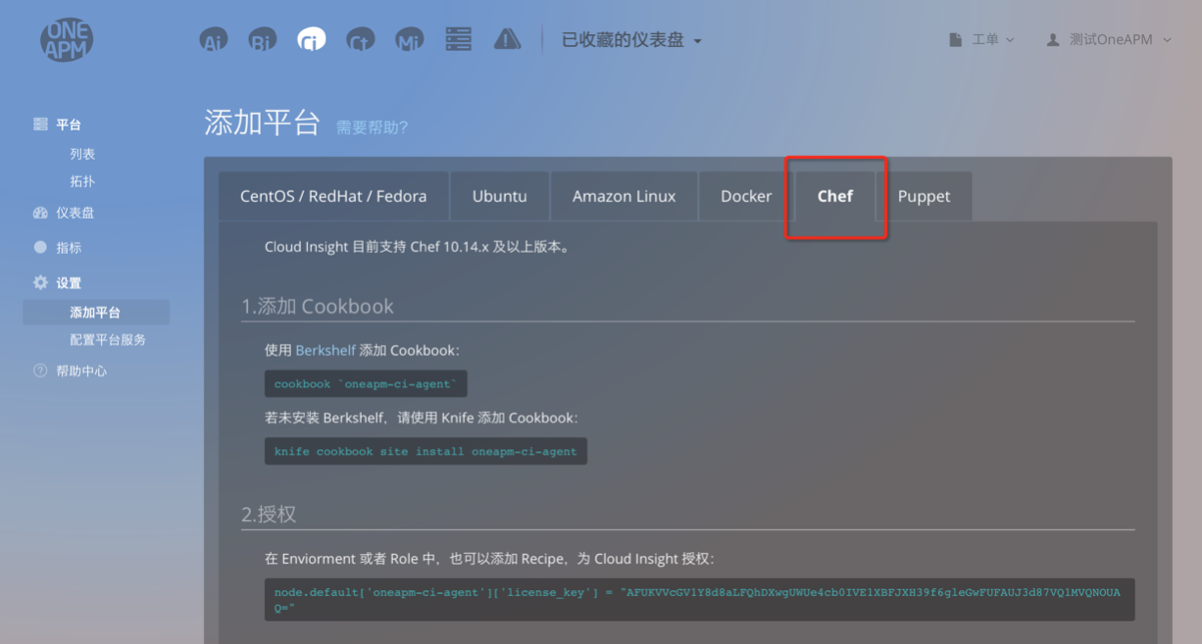 ONE
APM
Ai Bi Ci Ct Mi 已收藏的仪表盘 工单 测试OneAPM
平台
列表
拓扑
仪表盘
指标
设置
添加平台
配置平台服务
帮助中心
添加平台 需要帮助?
CentOS / RedHat / Fedora Ubuntu Amazon Linux Docker Chef Puppet
Cloud Insight 目前支持 Chef 10.14.x 及以上版本。
1.添加 Cookbook
使用 Berkshelf 添加 Cookbook：
cookbook `oneapm-ci-agent`
若未安装 Berkshelf，请使用 Knife 添加 Cookbook：
knife cookbook site install oneapm-ci-agent
2.授权
在 Enviorment 或者 Role 中，也可以添加 Recipe，为 Cloud Insight 授权：
node.default['oneapm-ci-agent']['license_key'] = "AFUKVVcGV1Y8d8aLFQhDXwgUWUe4cb0IVE1XBFJXH39f6gleGwFUFAUJ3d87VQ1MVQNOUA
Q="